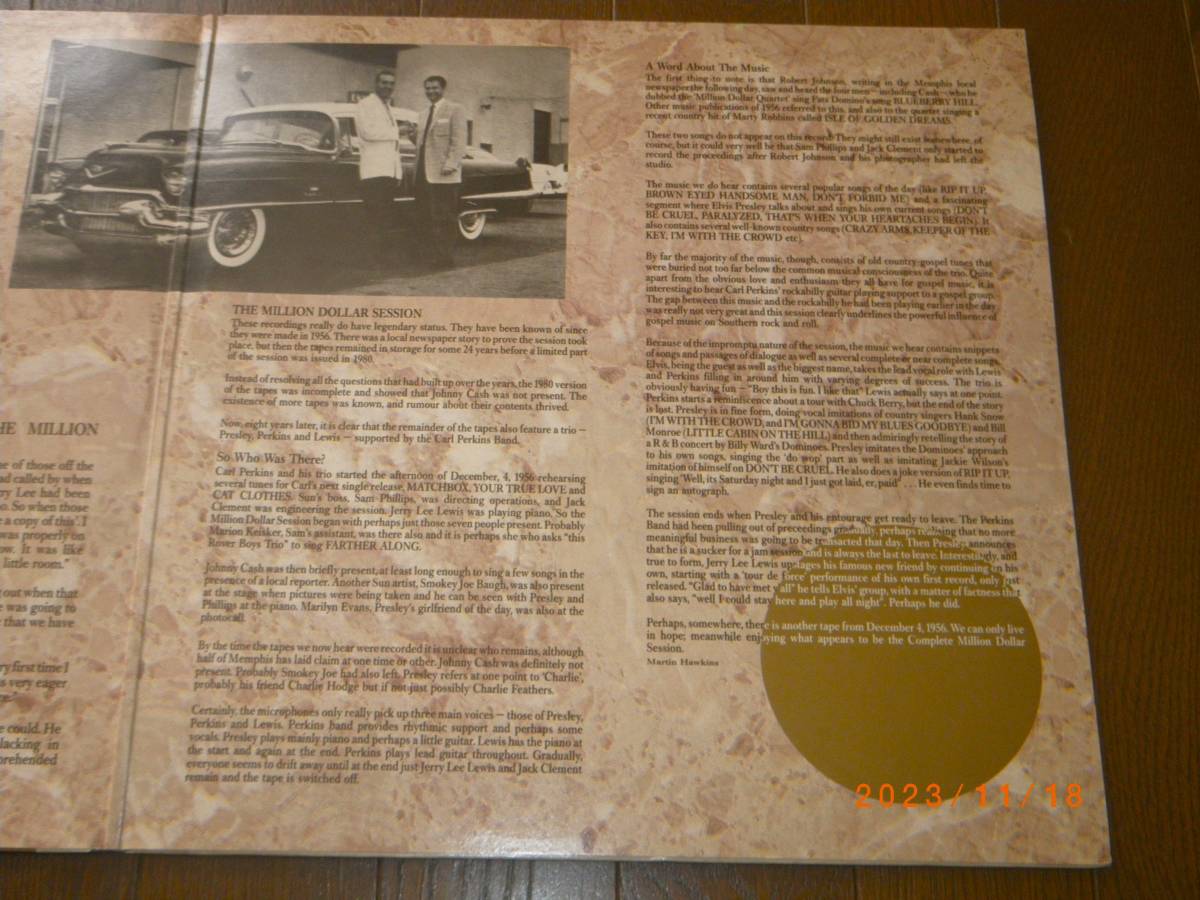 HE MILLION
e of those off the
ad called by when
ry Lee had been
o. So when those
e a copy of this'. I
was properly on
ow. It was like
little room."
out when that
e was going to
that we have
ry first time I
s very eager
e could. He
lacking in
prehended
THE MILLION DOLLAR SESSION
These recordings really do have legendary status. They have been known of since
they were made in 1956. There was a local newspaper story to prove the session took
place, but then the tapes remained in storage for some 24 years before a limited part
of the session was issued in 1980.
Instead of resolving all the questions that had built up over the years, the 1980 version
of the tapes was incomplete and showed that Johnny Cash was not present. The
existence of more tapes was known, and rumour about their contents thrived.
Now, eight years later, it is clear that the remainder of the tapes also feature a trio —
Presley, Perkins and Lewis — supported by the Carl Perkins Band.
So Who Was There?
Carl Perkins and his trio started the afternoon of December, 4, 1956 rehearsing
several tunes for Carl's next single release, MATCHBOX, YOUR TRUE LOVE and
CAT CLOTHES. Sun's boss, Sam Phillips, was directing operations, and Jack
Clement was engineering the session. Jerry Lee Lewis was playing piano. So the
Million Dollar Session began with perhaps just those seven people present. Probably
Marion Keisker, Sam's assistant, was there also and it is perhaps she who asks "this
Rover Boys Trio" to sing FARTHER ALONG.
Johnny Cash was then briefly present, at least long enough to sing a few songs in the
presence of a local reporter. Another Sun artist, Smokey Joe Baugh, was also present
at the stage when pictures were being taken and he can be seen with Presley and
Phillips at the piano. Marilyn Evans, Presley's girlfriend of the day, was also at the
photocall.
By the time the tapes we now hear were recorded it is unclear who remains, although
half of Memphis has laid claim at one time or other. Johnny Cash was definitely not
present. Probably Smokey Joe had also left. Presley refers at one point to 'Charlie',
probably his friend Charlie Hodge but if not just possibly Charlie Feathers.
Certainly, the microphones only really pick up three main voices — those of Presley,
Perkins and Lewis. Perkins band provides rhythmic support and perhaps some
vocals. Presley plays mainly piano and perhaps a little guitar. Lewis has the piano at
the start and again at the end. Perkins plays lead guitar throughout. Gradually,
everyone seems to drift away until at the end just Jerry Lee Lewis and Jack Clement
remain and the tape is switched off.
A Word About The Music
The first thing to note is that Robert Johnson, writing in the Memphis local
newspaper the following day, saw and heard the four men — including Cash — who he
dubbed the 'Million Dollar Quartet' sing Fats Domino's song BLUEBERRY HILL.
Other music publications of 1956 referred to this, and also to the quartet singing a
recent country hit of Marty Robbins called ISLE OF GOLDEN DREAMS.
These two songs do not appear on this record. They might still exist somewhere, of
course, but it could very well be that Sam Phillips and Jack Clement only started to
record the proceedings after Robert Johnson and his photographer had left the
studio.
The music we do hear contains several popular songs of the day (like RIP IT UP,
BROWN EYED HANDSOME MAN, DON'T FORBID ME) and a fascinating
segment where Elvis Presley talks about and sings his own current songs (DON'T
BE CRUEL, PARALYZED, THAT'S WHEN YOUR HEARTACHES BEGIN). It
also contains several well-known country songs (CRAZY ARMS, KEEPER OF THE
KEY, I'M WITH THE CROWD etc).
By far the majority of the music, though, consists of old country-gospel tunes that
were buried not too far below the common musical consciousness of the trio. Quite
apart from the obvious love and enthusiasm they all have for gospel music, it is
interesting to hear Carl Perkins' rockabilly guitar playing support to a gospel group.
The gap between this music and the rockabilly he had been playing earlier in the day
was really not very great and this session clearly underlines the powerful influence of
gospel music on Southern rock and roll.
Because of the impromptu nature of the session, the music we hear contains snippets
of songs and passages of dialogue as well as several complete or near complete songs.
Elvis, being the guest as well as the biggest name, takes the lead vocal role with Lewis
and Perkins filling in around him with varying degrees of success. The trio is
obviously having fun — "Boy this is fun. I like that" Lewis actually says at one point.
Perkins starts a reminiscence about a tour with Chuck Berry, but the end of the story
is lost. Presley is in fine form, doing vocal imitations of country singers Hank Snow
(I'M WITH THE CROWD, and I'M GONNA BID MY BLUES GOODBYE) and Bill
Monroe (LITTLE CABIN ON THE HILL) and then admiringly retelling the story of
a R & B concert by Billy Ward's Dominoes. Presley imitates the Dominoes' approach
to his own songs, singing the 'do wop' part as well as imitating Jackie Wilson's
imitation of himself on DON'T BE CRUEL. He also does a joke version of RIP IT UP,
singing "Well, its Saturday night and I just got laid, er, paid" . . . He even finds time to
sign an autograph.
The session ends when Presley and his entourage get ready to leave. The Perkins
Band had been pulling out of preceedings gradually, perhaps realising that no more
meaningful business was going to be transacted that day. Then Presley announces
that he is a sucker for a jam session and is always the last to leave. Interestingly, and
true to form, Jerry Lee Lewis upstages his famous new friend by continuing on his
own, starting with a 'tour de force' performance of his own first record, only just
released. "Glad to have met y'all" he tells Elvis' group, with a matter of factness that
also says, "well I could stay here and play all night". Perhaps he did.
Perhaps, somewhere, there is another tape from December 4, 1956. We can only live
in hope; meanwhile enjoying what appears to be the Complete Million Dollar
Session.
Martin Hawkins
2023/11/18